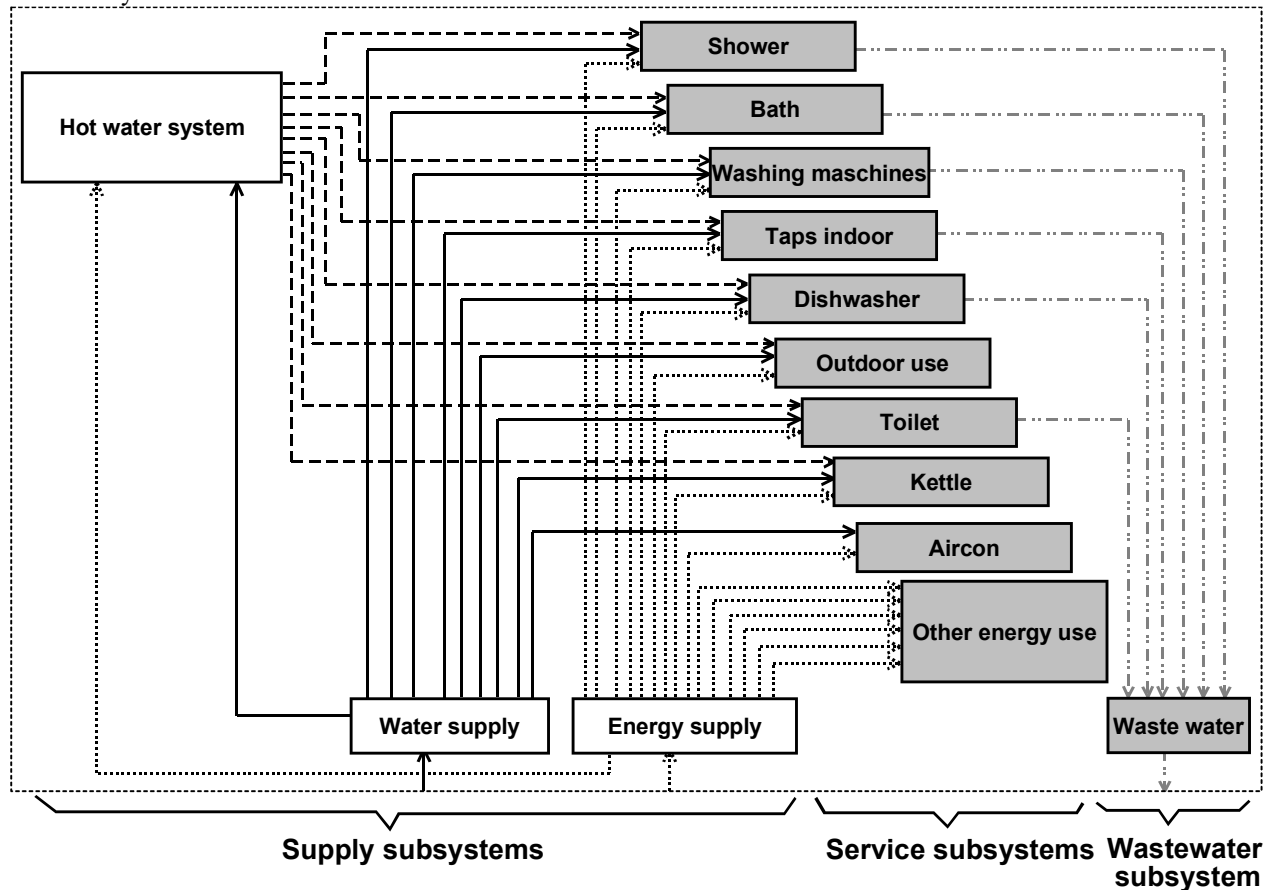 Shower
Hot water system
Bath
Washing maschines
Taps indoor
Dishwasher
Outdoor use
Toilet
Kettle
Aircon
Other energy use
Water supply
Energy supply
Waste water
Supply subsystems
Service subsystems
Wastewater
subsystem